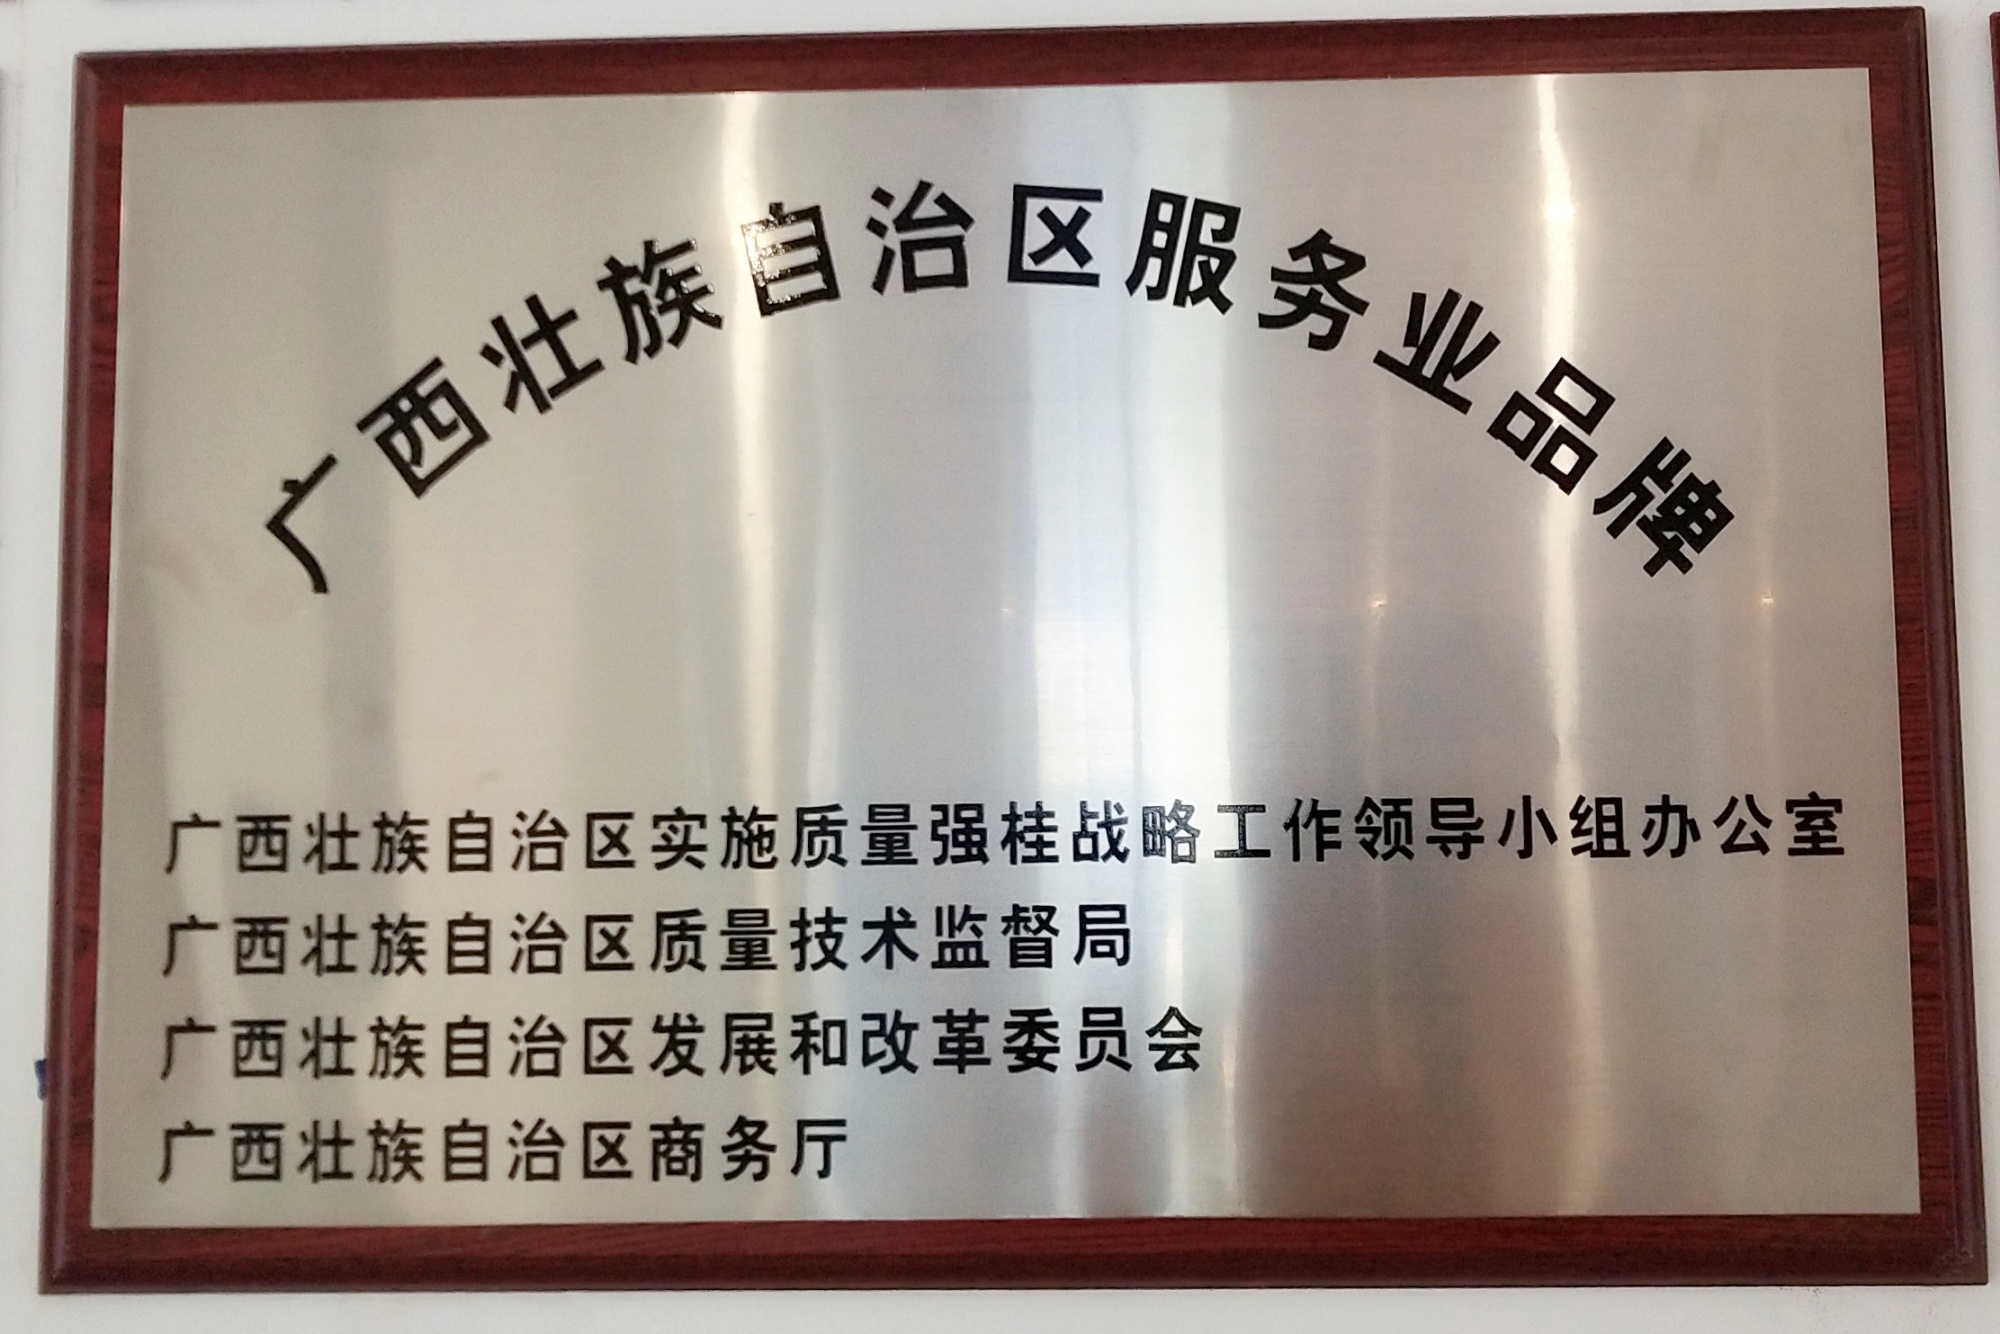 广西壮族自治区服务业品牌
广西壮族自治区实施质量强桂战略工作领导小组办公室
广西壮族自治区质量技术监督局
广西壮族自治区发展和改革委员会
广西壮族自治区商务厅